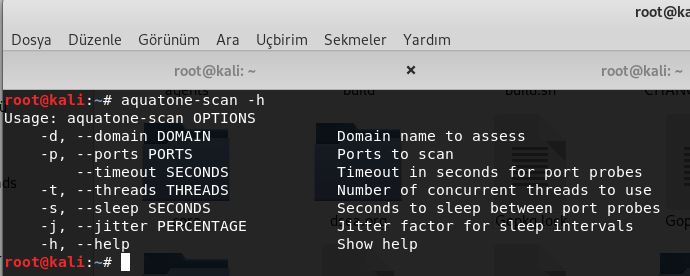 root@ka
Dosya Düzenle Görünüm Ara Uçbirim Sekmeler Yardım
root@kali: ~ × root@kali: ~
root@kali:~# aquatone-scan -h
Usage: aquatone-scan OPTIONS
-d, --domain DOMAIN Domain name to assess
-p, --ports PORTS Ports to scan
--timeout SECONDS Timeout in seconds for port probes
-t, --threads THREADS Number of concurrent threads to use
-s, --sleep SECONDS Seconds to sleep between port probes
-j, --jitter PERCENTAGE Jitter factor for sleep intervals
-h, --help Show help
root@kali:~#